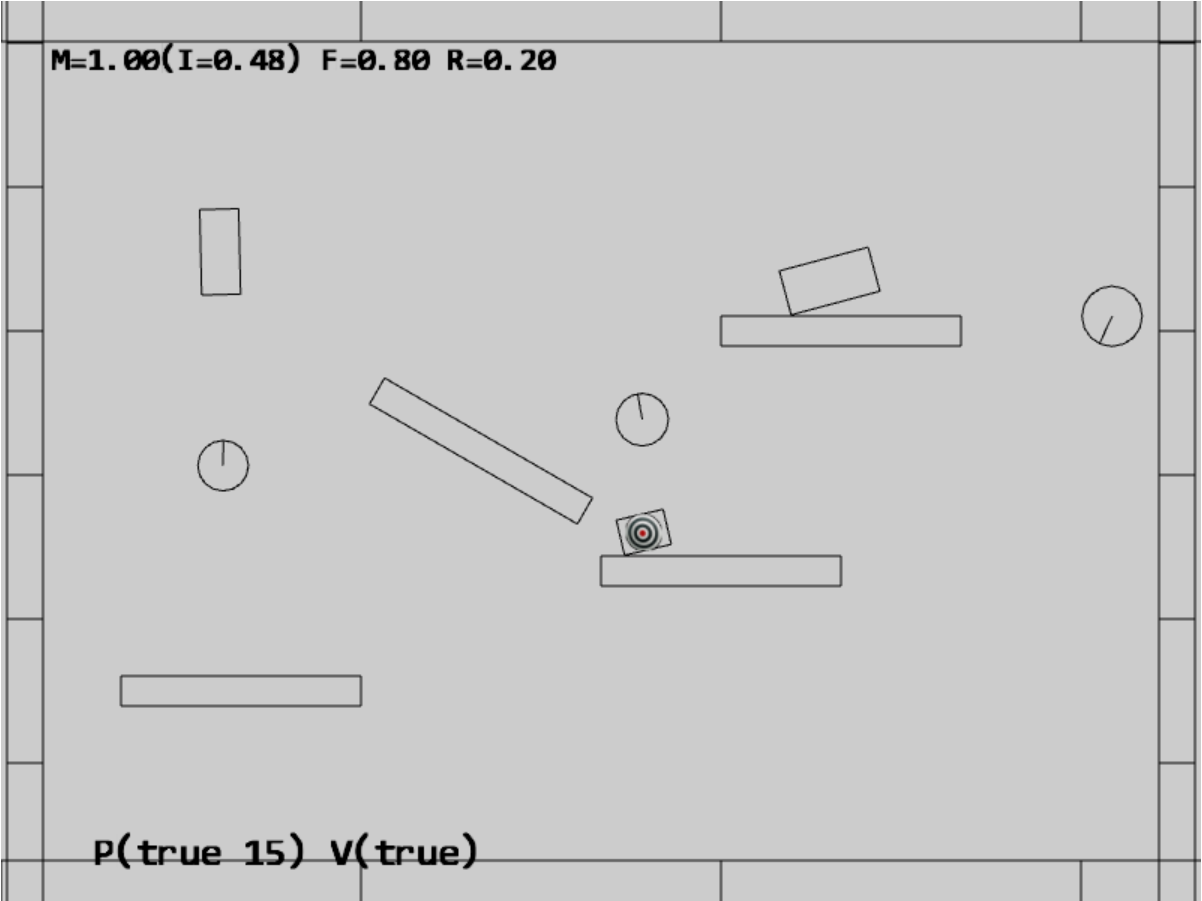 M=1.00(I=0.48) F=0.80 R=0.20
P(true 15) V(true)